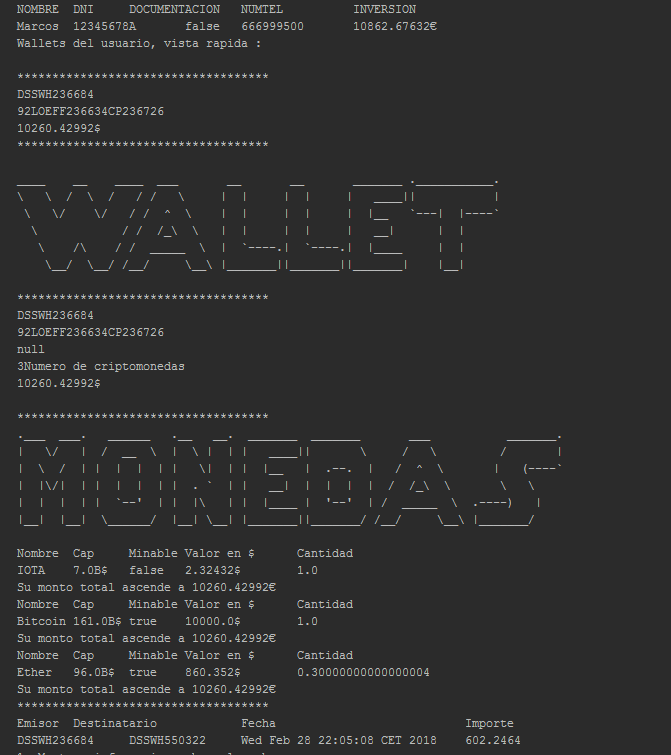 NOMBRE DNI DOCUMENTACION NUMTEL INVERSION
Marcos 12345678A false 666999500 10862.67632€
Wallets del usuario, vista rapida :
************************************
DSSWH236684
92LOEFF236634CP236726
10260.42992$
************************************
WALLET
************************************
DSSWH236684
92LOEFF236634CP236726
null
3Numero de criptomonedas
10260.42992$
************************************
MONEDAS
Nombre Cap Minable Valor en $ Cantidad
IOTA 7.0B$ false 2.32432$ 1.0
Su monto total ascende a 10260.42992€
Nombre Cap Minable Valor en $ Cantidad
Bitcoin 161.0B$ true 10000.0$ 1.0
Su monto total ascende a 10260.42992€
Nombre Cap Minable Valor en $ Cantidad
Ether 96.0B$ true 860.352$ 0.30000000000000004
Su monto total ascende a 10260.42992€
************************************
Emisor Destinatario Fecha Importe
DSSWH236684 DSSWH550322 Wed Feb 28 22:05:08 CET 2018 602.2464